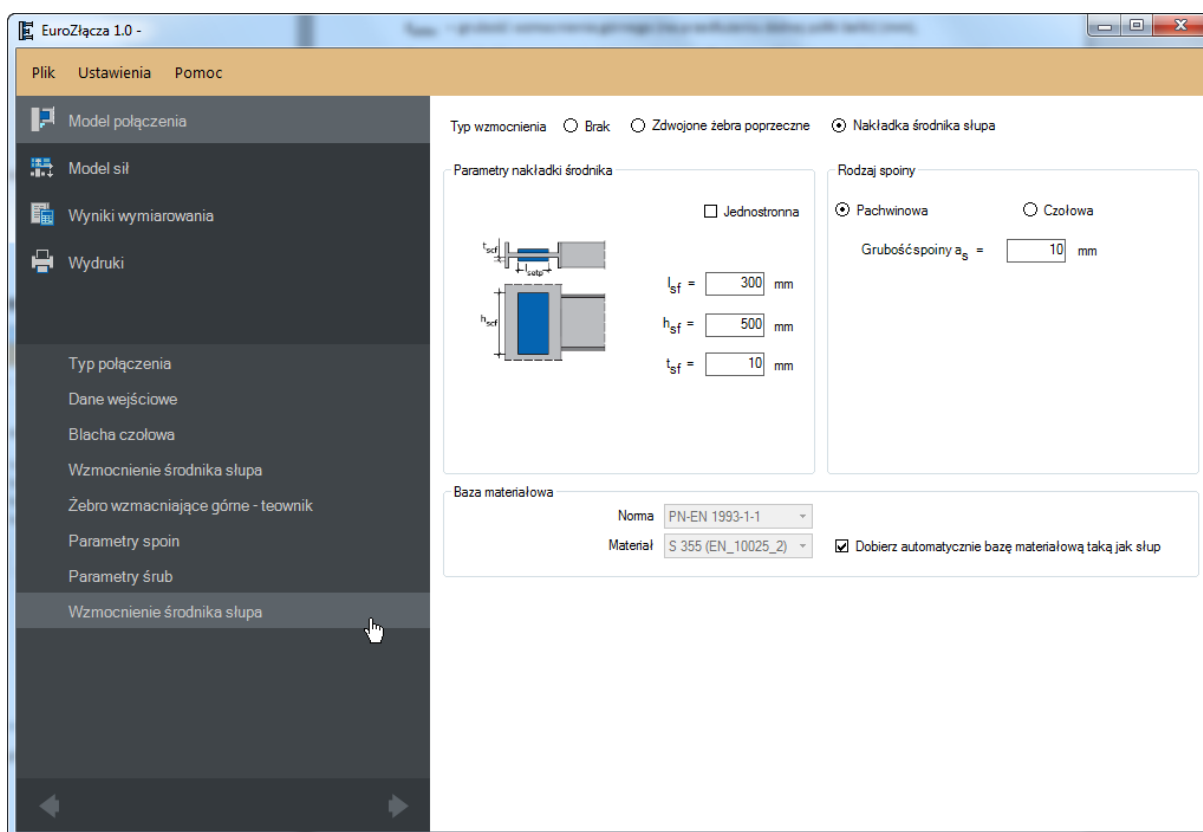 EuroZłącza 1.0 -
Plik Ustawienia Pomoc
Model połączenia
Model sił
Wyniki wymiarowania
Wydruki
Typ połączenia
Dane wejściowe
Blacha czołowa
Wzmocnienie środnika słupa
Żebro wzmacniające górne - teownik
Parametry spoin
Parametry śrub
Wzmocnienie środnika słupa
Typ wzmocnienia Brak Zdwojone żebra poprzeczne Nakładka środnika słupa
Parametry nakładki środnika
Jednostronna
tscf
lsetp
hscf
lsf = 300 mm
hsf = 500 mm
tsf = 10 mm
Rodzaj spoiny
Pachwinowa Czołowa
Grubość spoiny as = 10 mm
Baza materiałowa
Norma PN-EN 1993-1-1
Materiał S 355 (EN_10025_2) Dobierz automatycznie bazę materiałową taką jak słup